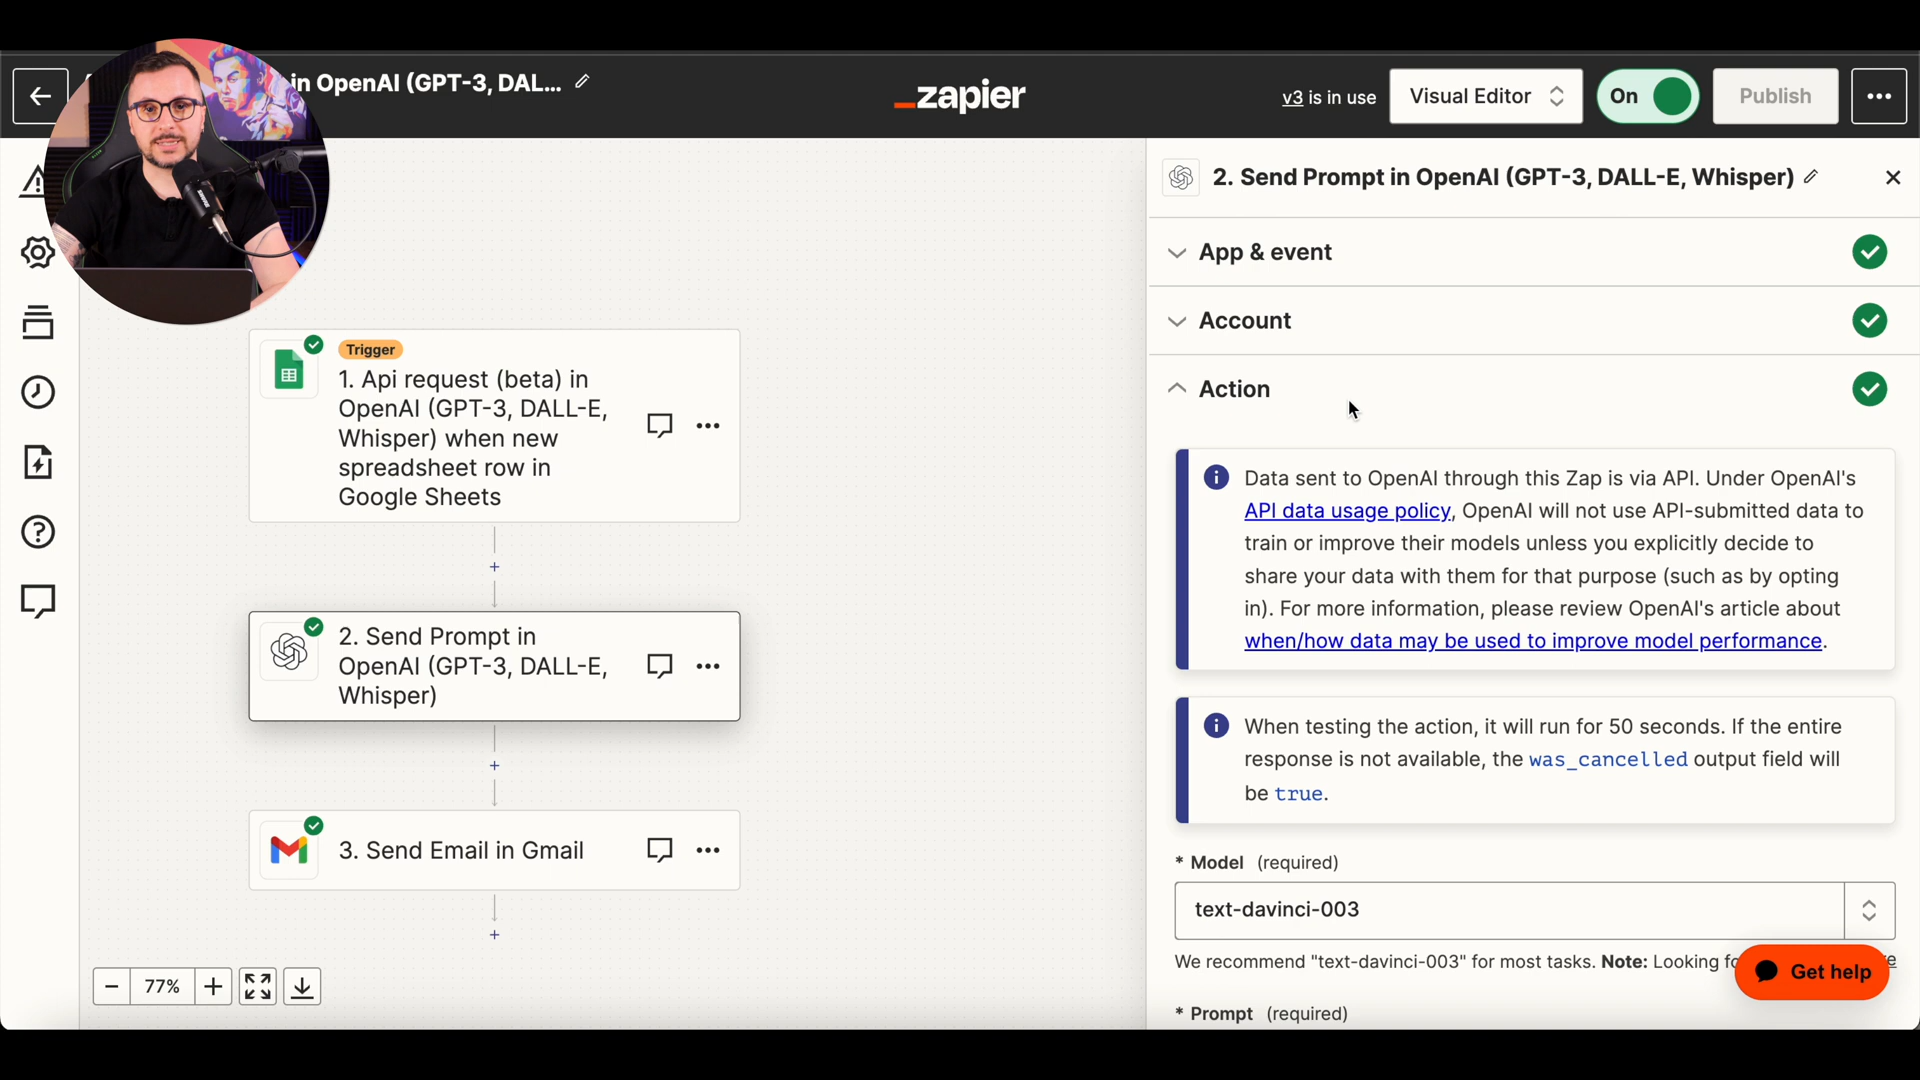 in OpenAI (GPT-3, DAL...
zapier
v3 is in use
Visual Editor
On
Publish
2. Send Prompt in OpenAI (GPT-3, DALL-E, Whisper)
App & event
Account
Action
Data sent to OpenAI through this Zap is via API. Under OpenAI's
API data usage policy, OpenAI will not use API-submitted data to
train or improve their models unless you explicitly decide to
share your data with them for that purpose (such as by opting
in). For more information, please review OpenAI's article about
when/how data may be used to improve model performance.
When testing the action, it will run for 50 seconds. If the entire
response is not available, the was_cancelled output field will
be true.
* Model (required)
text-davinci-003
We recommend "text-davinci-003" for most tasks. Note: Looking
Get help
* Prompt (required)
Trigger
1. Api request (beta) in
OpenAI (GPT-3, DALL-E,
Whisper) when new
spreadsheet row in
Google Sheets
2. Send Prompt in
OpenAI (GPT-3, DALL-E,
Whisper)
3. Send Email in Gmail
77%